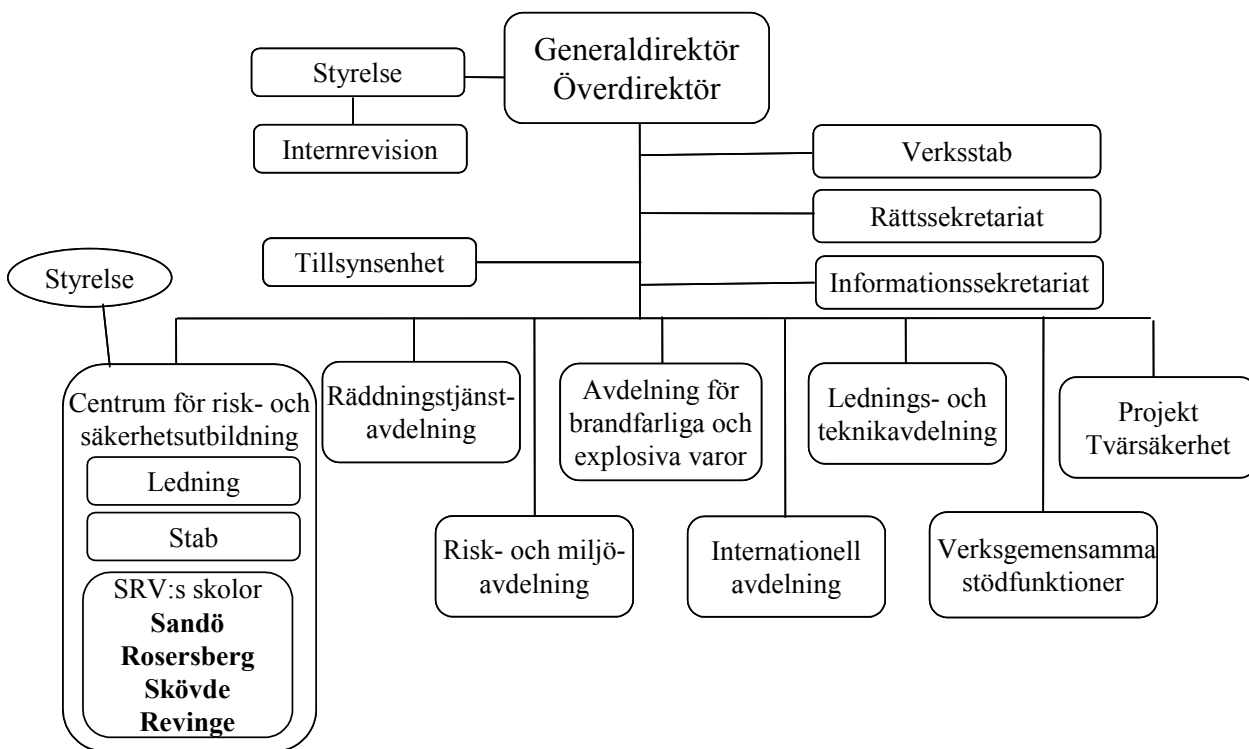 Generaldirektör
Överdirektör
Styrelse
Internrevision
Verksstab
Rättssekretariat
Tillsynsenhet
Informationssekretariat
Styrelse
Centrum för risk- och
säkerhetsutbildning
Ledning
Stab
SRV:s skolor
Sandö
Rosersberg
Skövde
Revinge
Räddningstjänst-
avdelning
Avdelning för
brandfarliga och
explosiva varor
Lednings- och
teknikavdelning
Projekt
Tvärsäkerhet
Risk- och miljö-
avdelning
Internationell
avdelning
Verksgemensamma
stödfunktioner